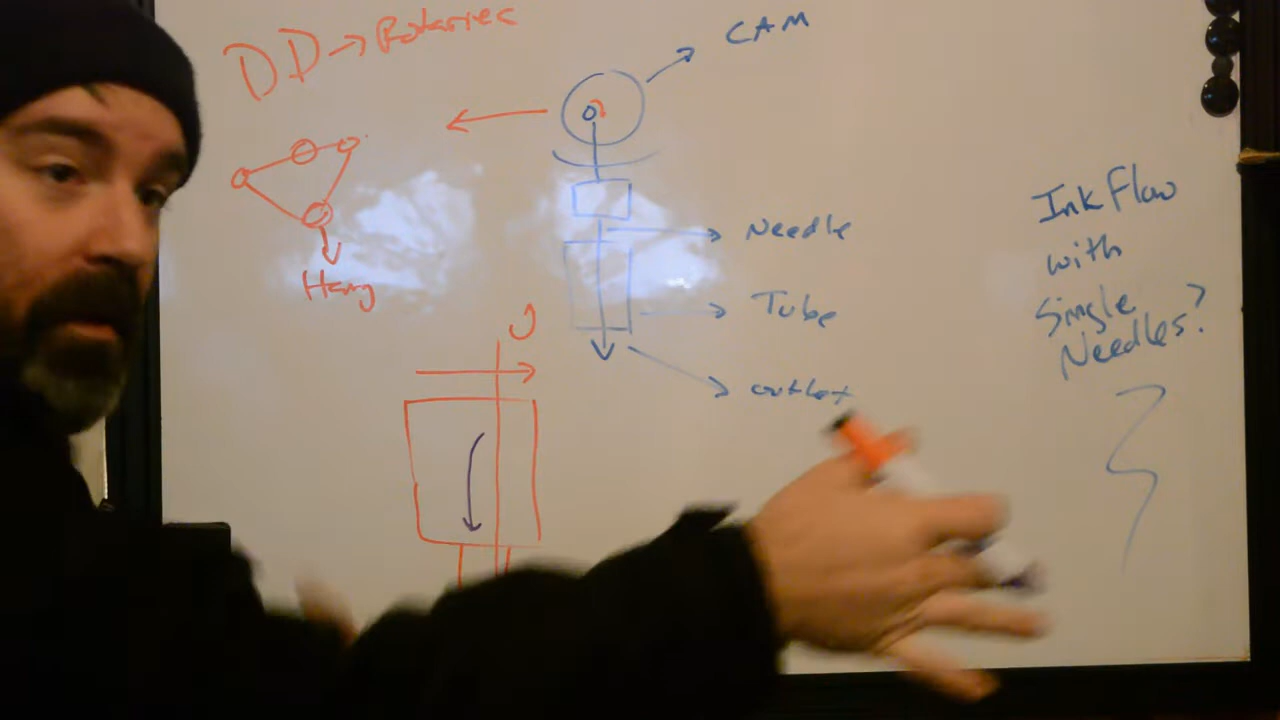 DD → Rotaries
CAM
Needle
Tube
outlet
Hang
Ink Flow
with
Single
Needles?